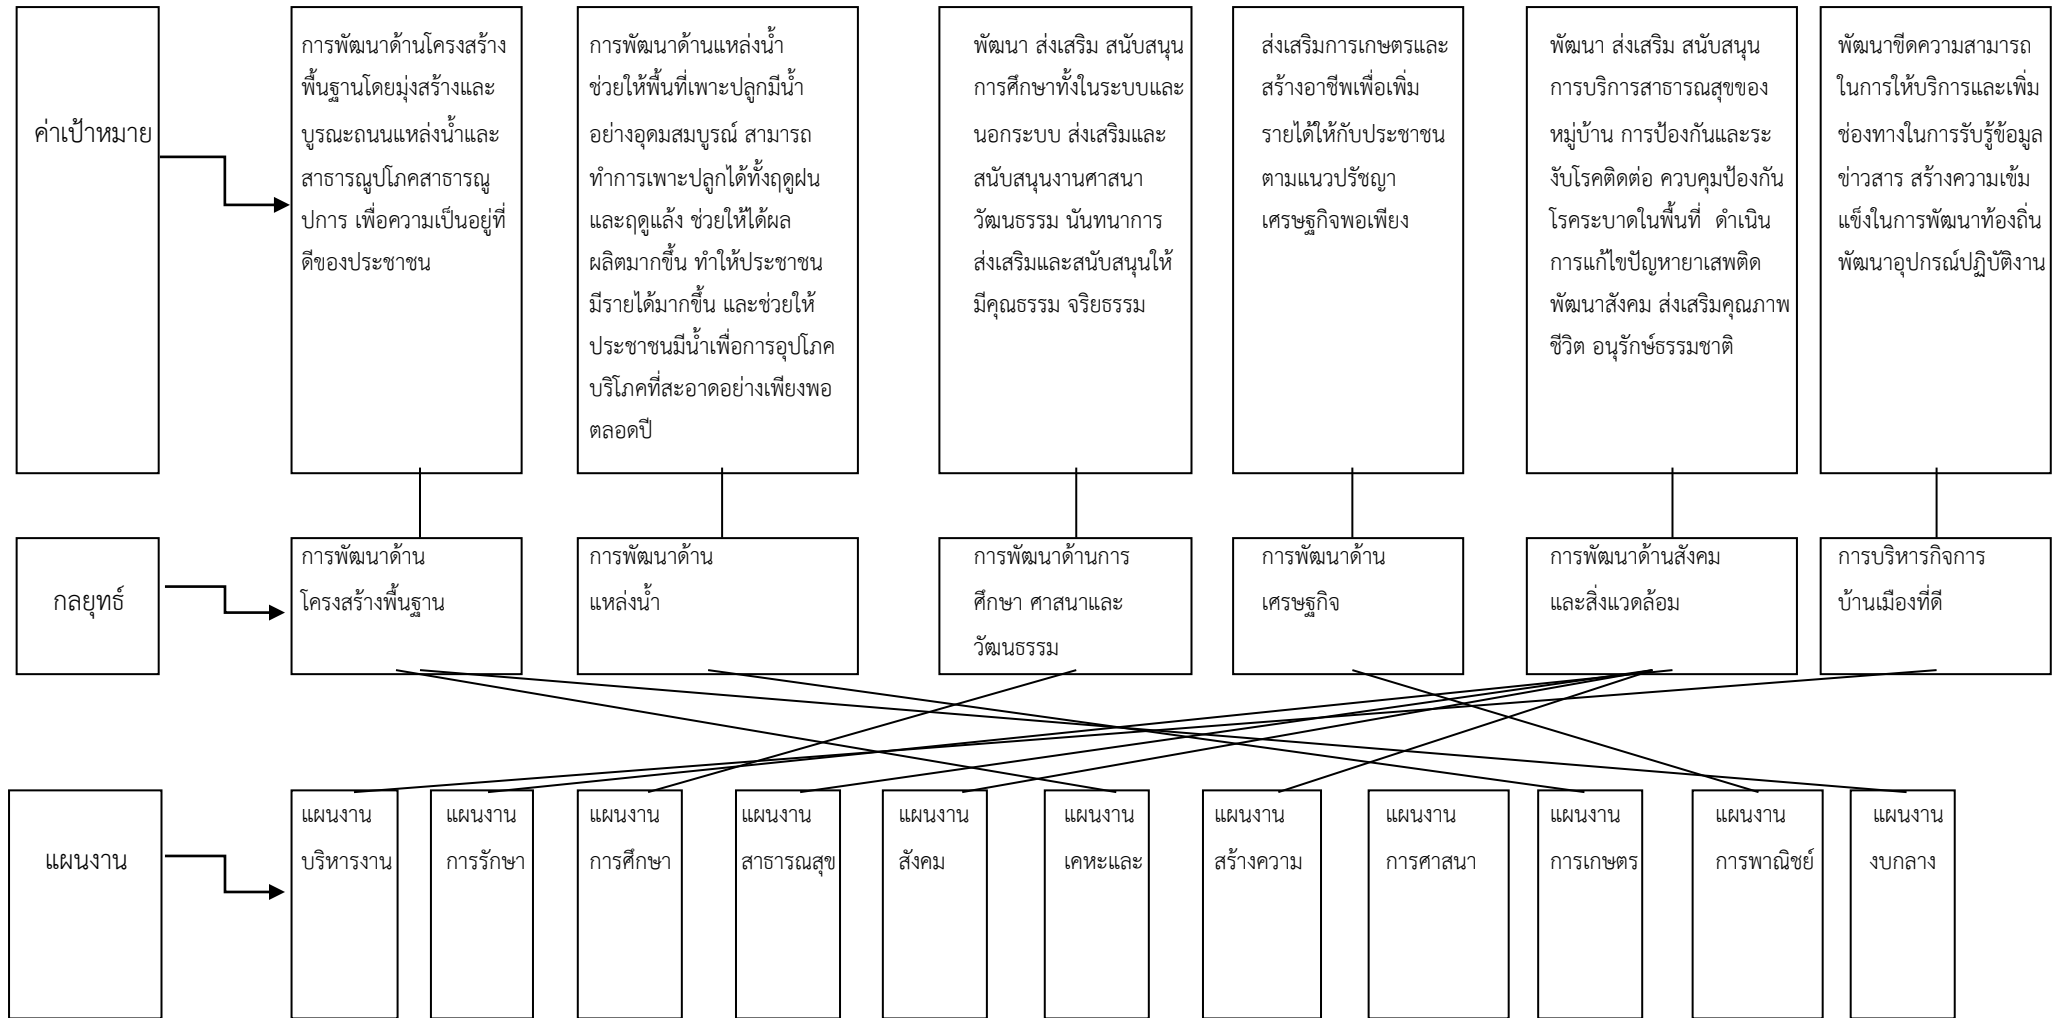 ค่าเป้าหมาย
การพัฒนาด้านโครงสร้าง
พื้นฐานโดยมุ่งสร้างและ
บูรณะถนนแหล่งน้ำและ
สาธารณูปโภคสาธารณู
ปการ เพื่อความเป็นอยู่ที่
ดีของประชาชน
การพัฒนาด้านแหล่งน้ำ
ช่วยให้พื้นที่เพาะปลูกมีน้ำ
อย่างอุดมสมบูรณ์ สามารถ
ทำการเพาะปลูกได้ทั้งฤดูฝน
และฤดูแล้ง ช่วยให้ได้ผล
ผลิตมากขึ้น ทำให้ประชาชน
มีรายได้มากขึ้น และช่วยให้
ประชาชนมีน้ำเพื่อการอุปโภค
บริโภคที่สะอาดอย่างเพียงพอ
ตลอดปี
พัฒนา ส่งเสริม สนับสนุน
การศึกษาทั้งในระบบและ
นอกระบบ ส่งเสริมและ
สนับสนุนงานศาสนา
วัฒนธรรม นันทนาการ
ส่งเสริมและสนับสนุนให้
มีคุณธรรม จริยธรรม
ส่งเสริมการเกษตรและ
สร้างอาชีพเพื่อเพิ่ม
รายได้ให้กับประชาชน
ตามแนวปรัชญา
เศรษฐกิจพอเพียง
พัฒนา ส่งเสริม สนับสนุน
การบริการสาธารณสุขของ
หมู่บ้าน การป้องกันและระ
งับโรคติดต่อ ควบคุมป้องกัน
โรคระบาดในพื้นที่ ดำเนิน
การแก้ไขปัญหายาเสพติด
พัฒนาสังคม ส่งเสริมคุณภาพ
ชีวิต อนุรักษ์ธรรมชาติ
พัฒนาขีดความสามารถ
ในการให้บริการและเพิ่ม
ช่องทางในการรับรู้ข้อมูล
ข่าวสาร สร้างความเข้ม
แข็งในการพัฒนาท้องถิ่น
พัฒนาอุปกรณ์ปฏิบัติงาน
กลยุทธ์
การพัฒนาด้าน
โครงสร้างพื้นฐาน
การพัฒนาด้าน
แหล่งน้ำ
การพัฒนาด้านการ
ศึกษา ศาสนาและ
วัฒนธรรม
การพัฒนาด้าน
เศรษฐกิจ
การพัฒนาด้านสังคม
และสิ่งแวดล้อม
การบริหารกิจการ
บ้านเมืองที่ดี
แผนงาน
แผนงาน
บริหารงาน
แผนงาน
การรักษา
แผนงาน
การศึกษา
แผนงาน
สาธารณสุข
แผนงาน
สังคม
แผนงาน
เคหะและ
แผนงาน
สร้างความ
แผนงาน
การศาสนา
แผนงาน
การเกษตร
แผนงาน
การพาณิชย์
แผนงาน
งบกลาง